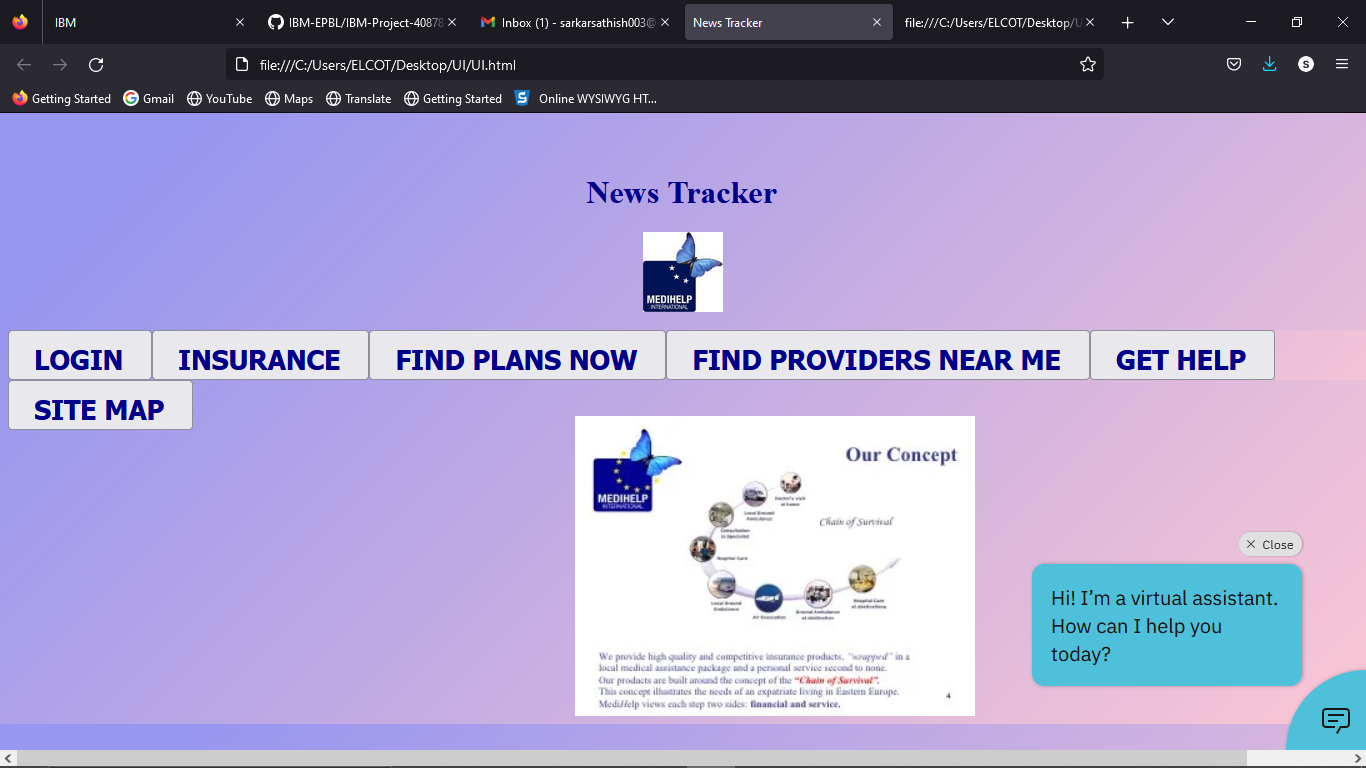 IBM
IBM-EPBL/IBM-Project-40878
Inbox (1) - sarkarsathish003@
News Tracker
file:///C:/Users/ELCOT/Desktop/U
file:///C:/Users/ELCOT/Desktop/UI/UI.html
S
Getting Started
Gmail
YouTube
Maps
Translate
Getting Started
Online WYSIWYG HT...
News Tracker
MEDIHELP
INTERNATIONAL
LOGIN
INSURANCE
FIND PLANS NOW
FIND PROVIDERS NEAR ME
GET HELP
SITE MAP
MEDIHELP
INTERNATIONAL
Our Concept
Chain of Survival
Doctor's visit
at home
Local Ground
Ambulance
Consultation
to Specialist
Hospital Care
Local Ground
Ambulance
Air Evacuation
Ground Ambulance
at destination
Hospital Care
at destinations
We provide high quality and competitive insurance products, "wrapped" in a
local medical assistance package and a personal service second to none.
Our products are built around the concept of the "Chain of Survival".
This concept illustrates the needs of an expatriate living in Eastern Europe.
MediHelp views each step two sides: financial and service.
4
Close
Hi! I'm a virtual assistant.
How can I help you
today?